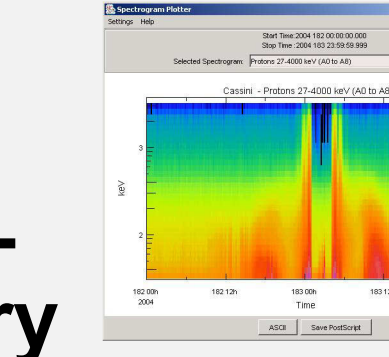 Spectrogram Plotter
Settings Help
Start Time:2004 182 00:00:00.000
Stop Time :2004 183 23:59:59.999
Selected Spectrogram: Protons 27-4000 keV (A0 to A8)
Cassini - Protons 27-4000 keV (A0 to A8
3
keV
2
182 00h 182 12h 183 00h 183 1
2004
Time
ASCII Save PostScript
ry